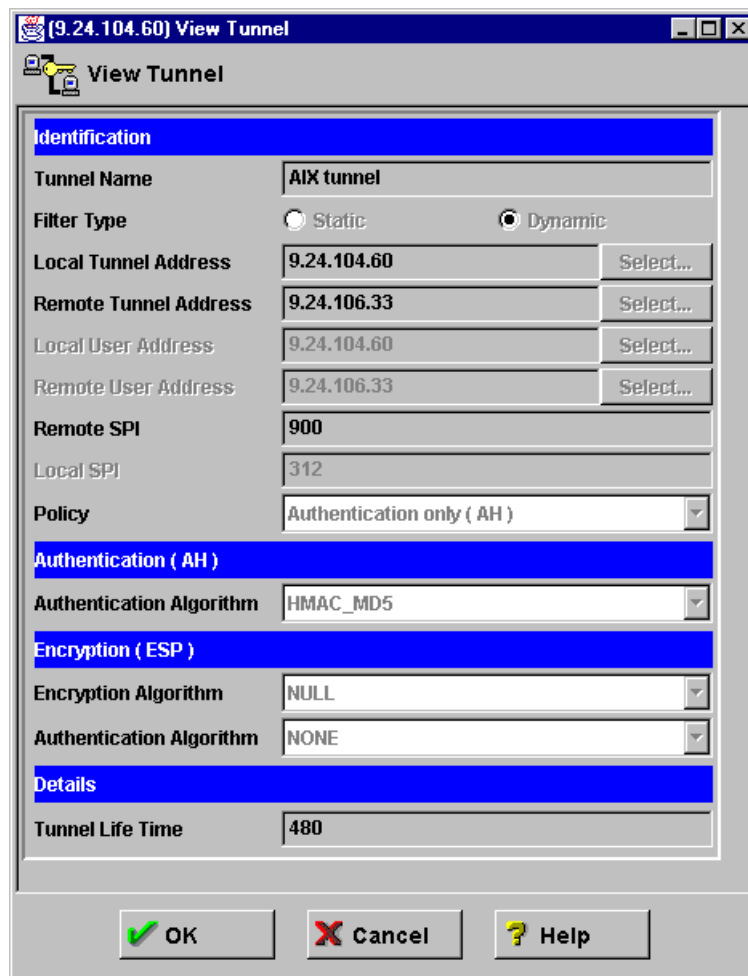 (9.24.104.60) View Tunnel
View Tunnel
Identification
Tunnel Name AIX tunnel
Filter Type Static Dynamic
Local Tunnel Address 9.24.104.60 Select...
Remote Tunnel Address 9.24.106.33 Select...
Local User Address 9.24.104.60 Select...
Remote User Address 9.24.106.33 Select...
Remote SPI 900
Local SPI 312
Policy Authentication only ( AH )
Authentication ( AH )
Authentication Algorithm HMAC_MD5
Encryption ( ESP )
Encryption Algorithm NULL
Authentication Algorithm NONE
Details
Tunnel Life Time 480
OK Cancel Help